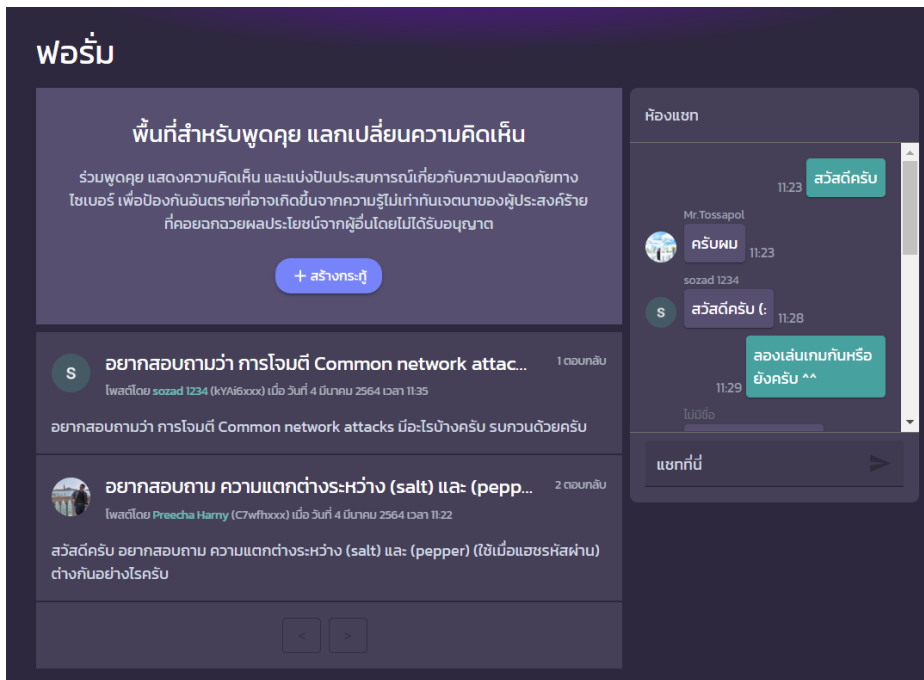 ฟอรั่ม
พื้นที่สำหรับพูดคุย แลกเปลี่ยนความคิดเห็น
ร่วมพูดคุย แสดงความคิดเห็น และแบ่งปันประสบการณ์เกี่ยวกับความปลอดภัยทาง
ไซเบอร์ เพื่อป้องกันอันตรายที่อาจเกิดขึ้นจากความรู้ไม่เท่าทันเจตนาของผู้ประสงค์ร้าย
ที่คอยฉกฉวยผลประโยชน์จากผู้อื่นโดยไม่ได้รับอนุญาต
+ สร้างกระทู้
S
อยากสอบถามว่า การโจมตี Common network attac...
1 ตอบกลับ
โพสต์โดย sozad 1234 (kYAi6xxx) เมื่อ วันที่ 4 มีนาคม 2564 เวลา 11:35
อยากสอบถามว่า การโจมตี Common network attacks มีอะไรบ้างครับ รบกวนด้วยครับ
อยากสอบถาม ความแตกต่างระหว่าง (salt) และ (pepp...
2 ตอบกลับ
โพสต์โดย Preecha Harny (C7wfhxxx) เมื่อ วันที่ 4 มีนาคม 2564 เวลา 11:22
สวัสดีครับ อยากสอบถาม ความแตกต่างระหว่าง (salt) และ (pepper) (ใช้เมื่อแฮชรหัสผ่าน)
ต่างกันอย่างไรครับ
<
>
ห้องแชท
11:23
สวัสดีครับ
Mr.Tossapol
ครับผม
11:23
sozad 1234
S
สวัสดีครับ (:
11:28
ลองเล่นเกมกันหรือ
ยังครับ ^^
11:29
ไม่มีชื่อ
แชทที่นี่